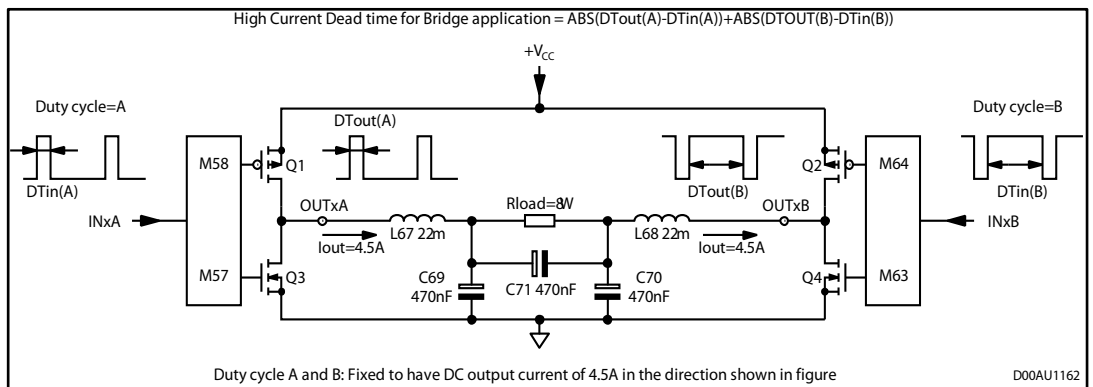 High Current Dead time for Bridge application = ABS(DTout(A)-DTin(A))+ABS(DTOUT(B)-DTin(B))
+VCC
Duty cycle=A
DTout(A)
Duty cycle=B
M58
Q1
Q2
M64
DTin(A)
DTout(B)
DTin(B)
INxA
OUTxA
Rload=8W
OUTxB
INxB
L67 22m
L68 22m
Iout=4.5A
Iout=4.5A
M57
Q3
C69
470nF
C71 470nF
C70
470nF
Q4
M63
Duty cycle A and B: Fixed to have DC output current of 4.5A in the direction shown in figure
D00AU1162